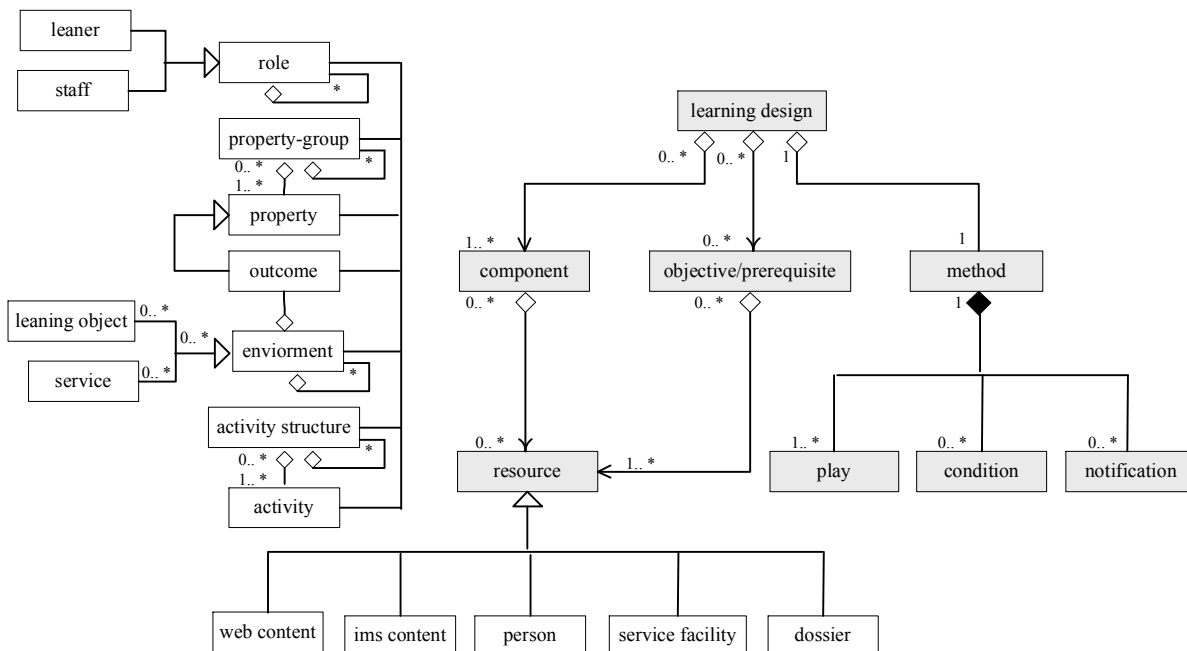 leaner
role
staff
*
property-group
0.. *
*
1.. *
property
outcome
leaning object
0.. *
0.. *
enviorment
service
0.. *
*
activity structure
0.. *
*
1.. *
activity
learning design
0.. *
0.. *
1
1.. *
0.. *
1
component
objective/prerequisite
method
0.. *
0.. *
1
0.. *
1.. *
1.. *
0.. *
0.. *
resource
play
condition
notification
web content
ims content
person
service facility
dossier